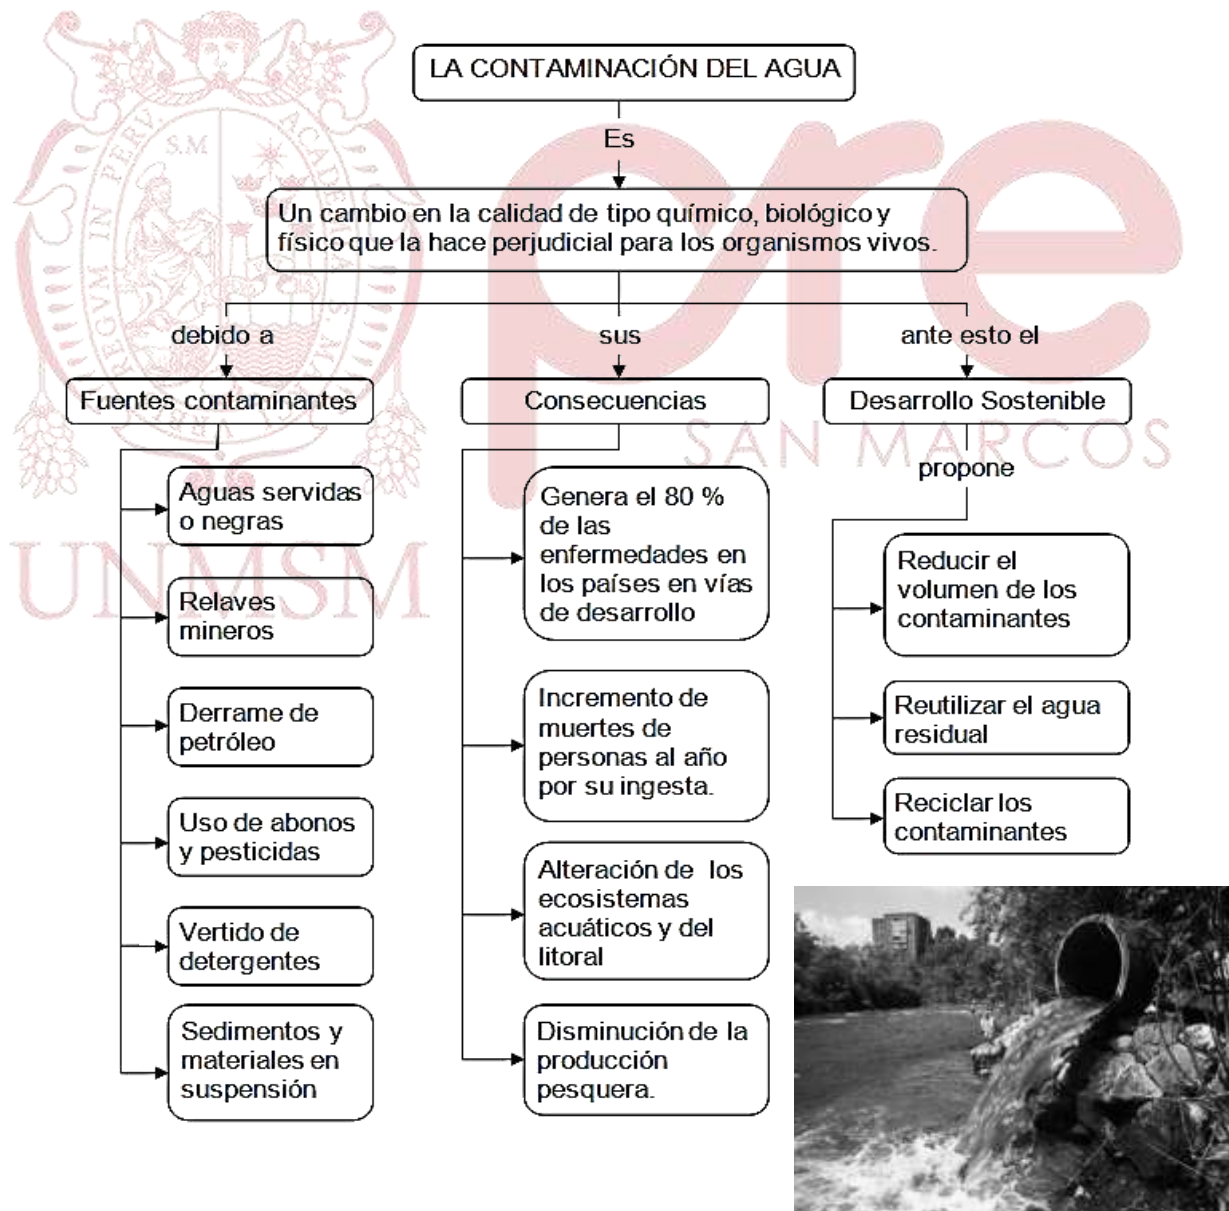 LA CONTAMINACIÓN DEL AGUA
Es
Un cambio en la calidad de tipo químico, biológico y
físico que la hace perjudicial para los organismos vivos.
debido a
sus
ante esto el
Fuentes contaminantes
Consecuencias
Desarrollo Sostenible
propone
Aguas servidas
o negras
Relaves
mineros
Derrame de
petróleo
Uso de abonos
y pesticidas
Vertido de
detergentes
Sedimentos y
materiales en
suspensión
Genera el 80 %
de las
enfermedades en
los países en vías
de desarrollo
Incremento de
muertes de
personas al año
por su ingesta.
Alteración de los
ecosistemas
acuáticos y del
litoral
Disminución de la
producción
pesquera.
Reducir el
volumen de los
contaminantes
Reutilizar el agua
residual
Reciclar los
contaminantes
pre
SAN MARCOS
UNMSM
S.M